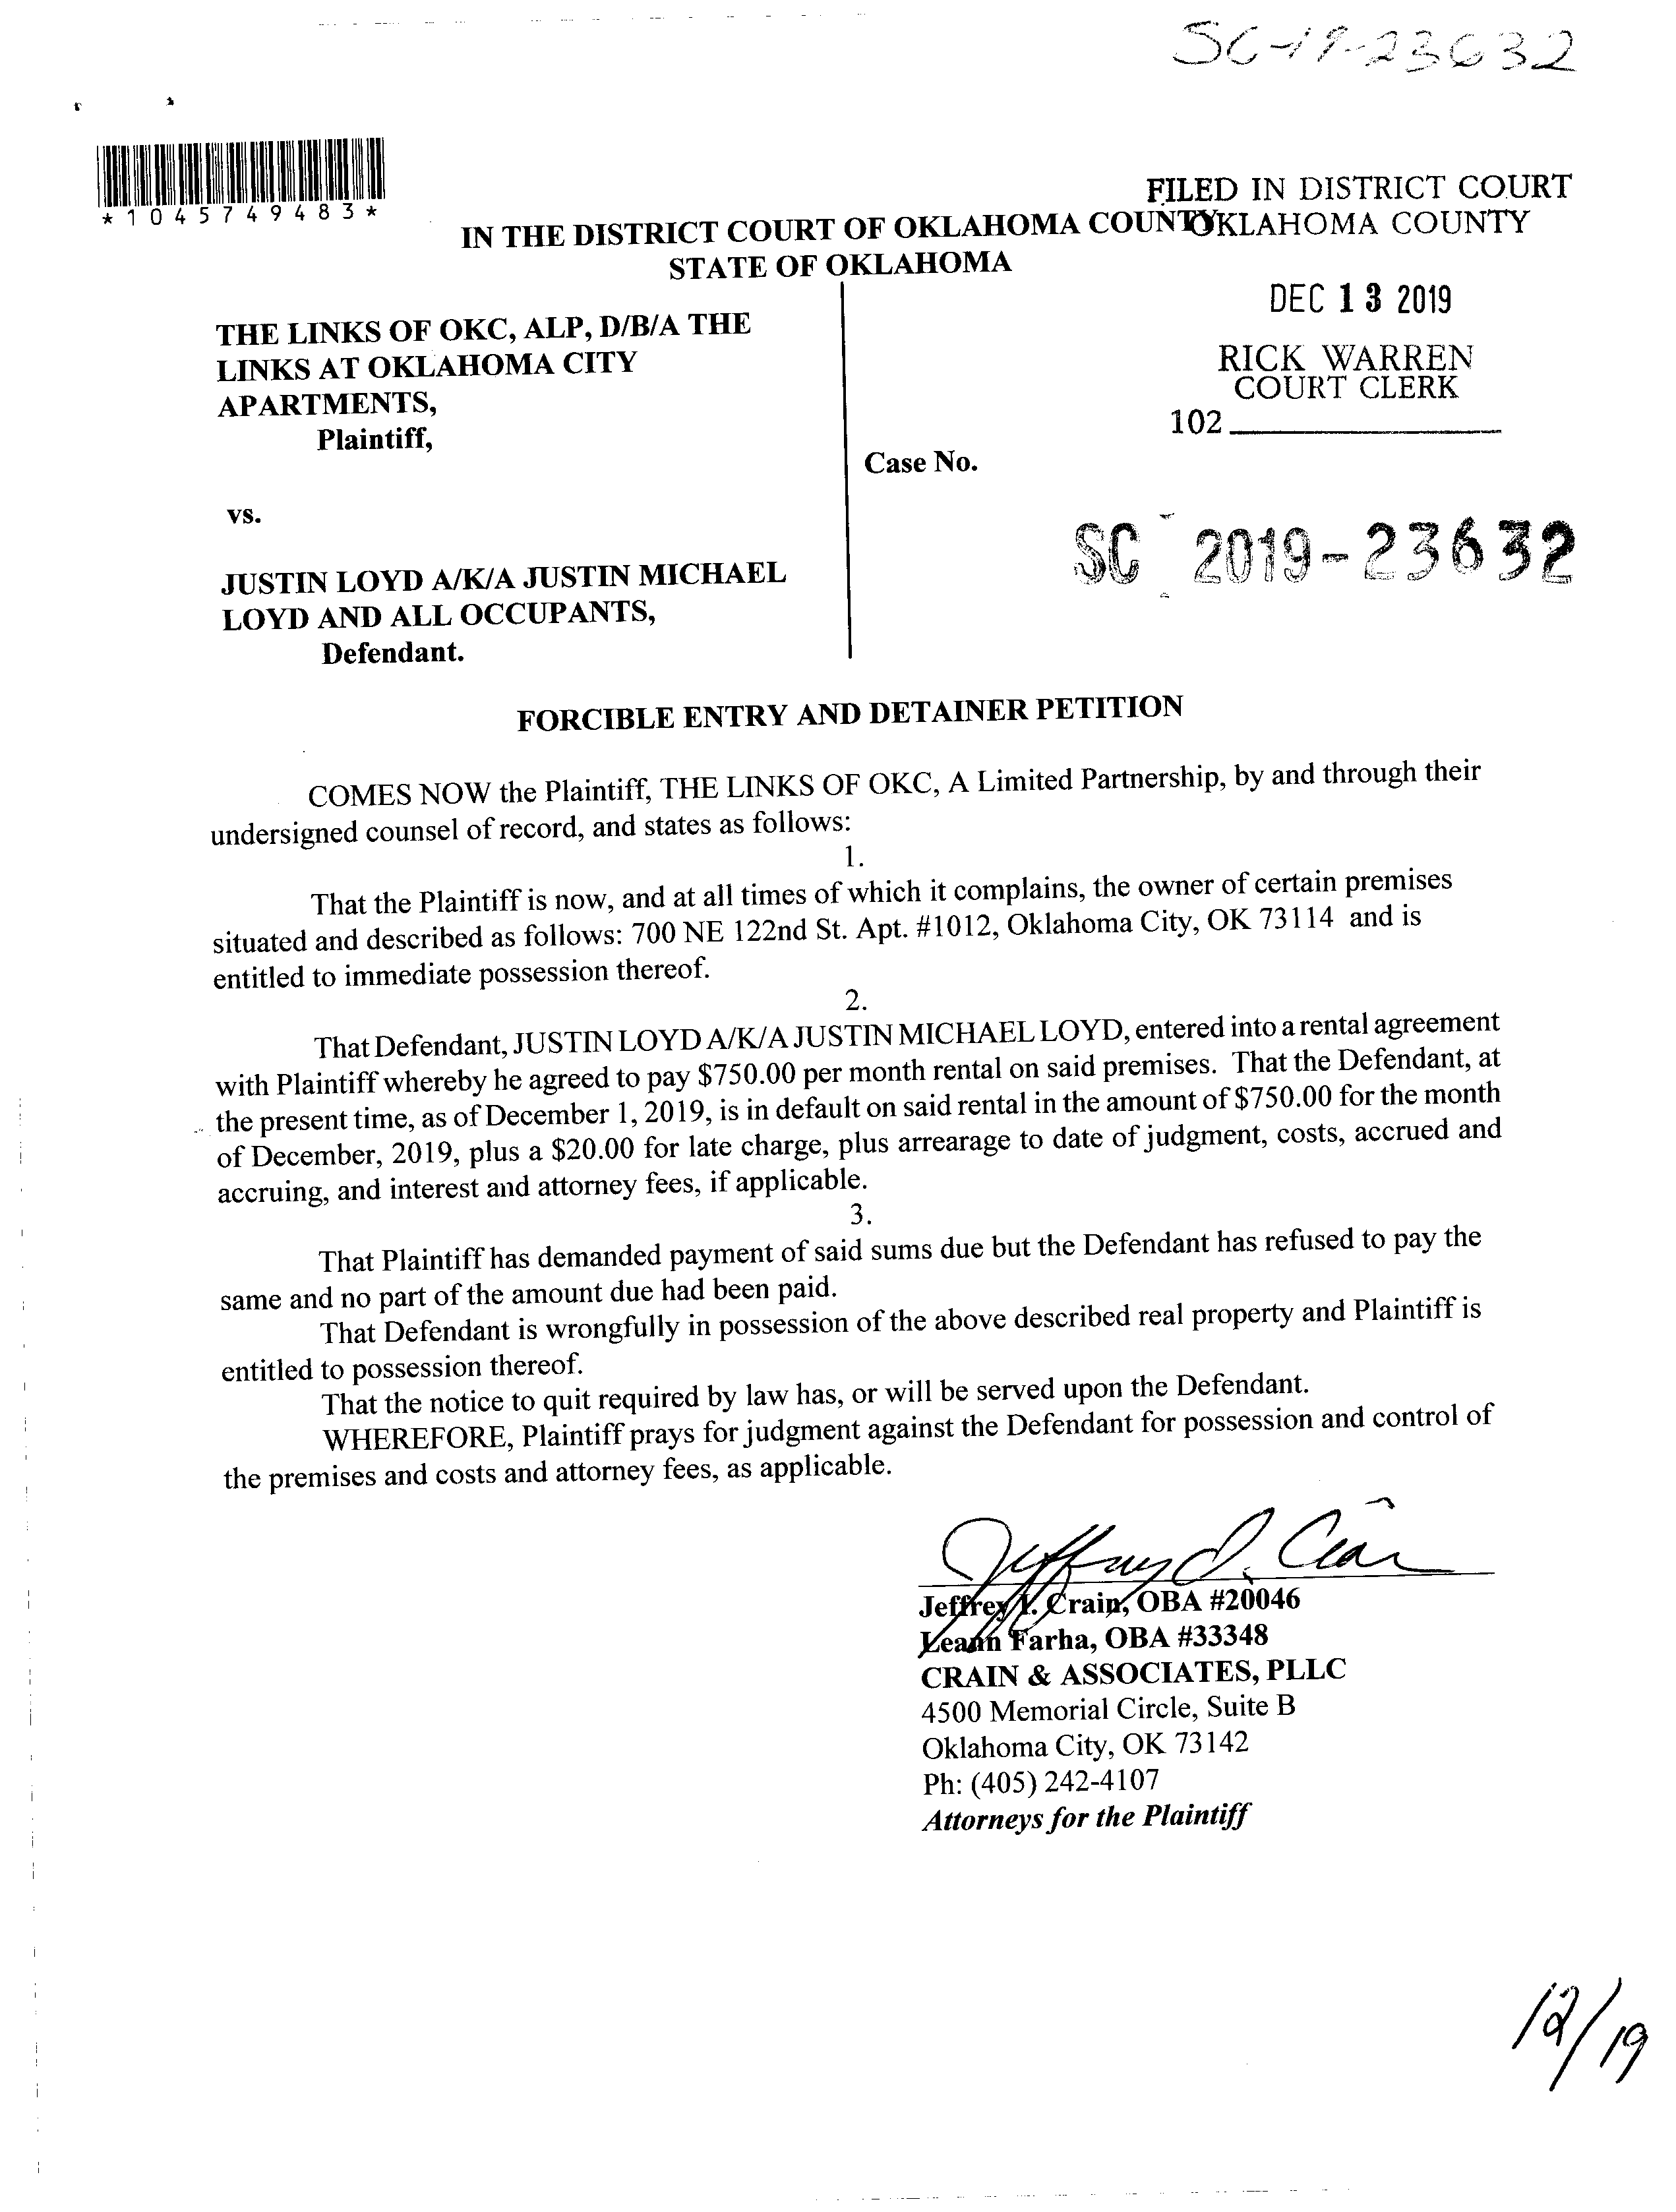 SC-19-23632
*1045749483*
FILED IN DISTRICT COURT
OKLAHOMA COUNTY
IN THE DISTRICT COURT OF OKLAHOMA COUNTY
STATE OF OKLAHOMA
DEC 13 2019
RICK WARREN
COURT CLERK
102
THE LINKS OF OKC, ALP, D/B/A THE
LINKS AT OKLAHOMA CITY
APARTMENTS,
Plaintiff,
Case No.
vs.
SC 2019-23632
JUSTIN LOYD A/K/A JUSTIN MICHAEL
LOYD AND ALL OCCUPANTS,
Defendant.
FORCIBLE ENTRY AND DETAINER PETITION
COMES NOW the Plaintiff, THE LINKS OF OKC, A Limited Partnership, by and through their
undersigned counsel of record, and states as follows:
1.
That the Plaintiff is now, and at all times of which it complains, the owner of certain premises
situated and described as follows: 700 NE 122nd St. Apt. #1012, Oklahoma City, OK 73114 and is
entitled to immediate possession thereof.
2.
That Defendant, JUSTIN LOYD A/K/A JUSTIN MICHAEL LOYD, entered into a rental agreement
with Plaintiff whereby he agreed to pay $750.00 per month rental on said premises. That the Defendant, at
the present time, as of December 1, 2019, is in default on said rental in the amount of $750.00 for the month
of December, 2019, plus a $20.00 for late charge, plus arrearage to date of judgment, costs, accrued and
accruing, and interest and attorney fees, if applicable.
3.
That Plaintiff has demanded payment of said sums due but the Defendant has refused to pay the
same and no part of the amount due had been paid.
That Defendant is wrongfully in possession of the above described real property and Plaintiff is
entitled to possession thereof.
That the notice to quit required by law has, or will be served upon the Defendant.
WHEREFORE, Plaintiff prays for judgment against the Defendant for possession and control of
the premises and costs and attorney fees, as applicable.
Jeffrey Crain, OBA #20046
Leann Farha, OBA #33348
CRAIN & ASSOCIATES, PLLC
4500 Memorial Circle, Suite B
Oklahoma City, OK 73142
Ph: (405) 242-4107
Attorneys for the Plaintiff
12/19